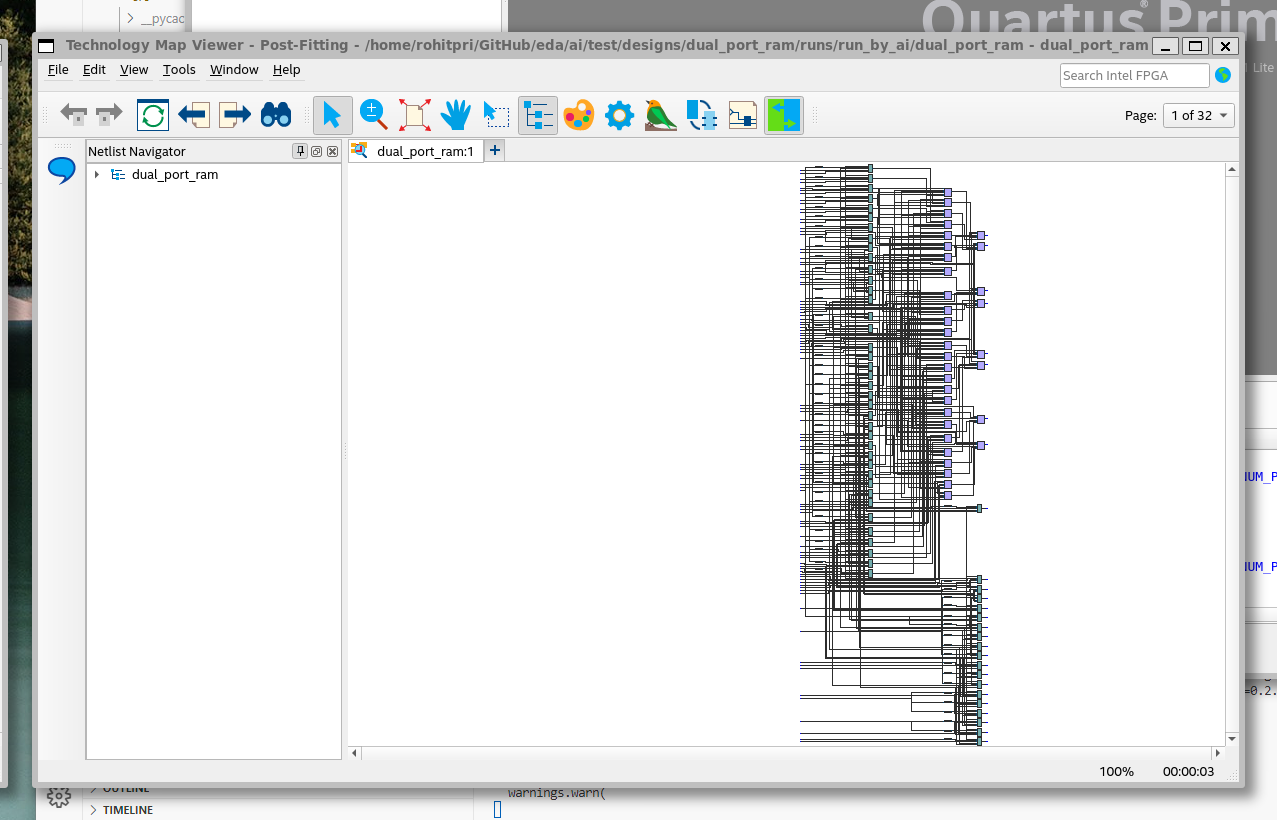 __pycac
Quartus® Prim
Technology Map Viewer - Post-Fitting - /home/rohitpri/GitHub/eda/ai/test/designs/dual_port_ram/runs/run_by_ai/dual_port_ram - dual_port_ram
Lite
File Edit View Tools Window Help
Search Intel FPGA
Page: 1 of 32
Netlist Navigator
dual_port_ram:1
dual_port_ram
NUM_P
NUM_P
=0.2.
100% 00:00:03
OUTLINE
warnings.warn(
TIMELINE